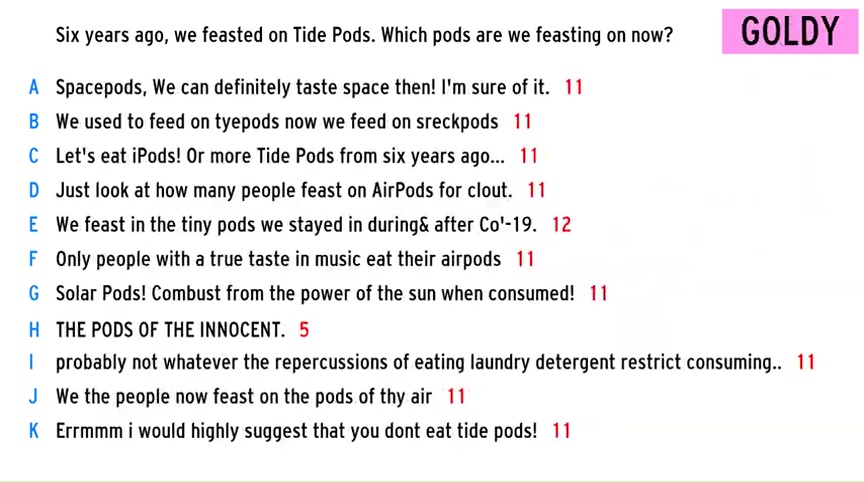 Six years ago, we feasted on Tide Pods. Which pods are we feasting on now?
GOLDY
A Spacepods, We can definitely taste space then! I'm sure of it. 11
B We used to feed on tyepods now we feed on sreckpods 11
C Let's eat iPods! Or more Tide Pods from six years ago... 11
D Just look at how many people feast on AirPods for clout. 11
E We feast in the tiny pods we stayed in during& after Co'-19. 12
F Only people with a true taste in music eat their airpods 11
G Solar Pods! Combust from the power of the sun when consumed! 11
H THE PODS OF THE INNOCENT. 5
I probably not whatever the repercussions of eating laundry detergent restrict consuming.. 11
J We the people now feast on the pods of thy air 11
K Errmmm i would highly suggest that you dont eat tide pods! 11